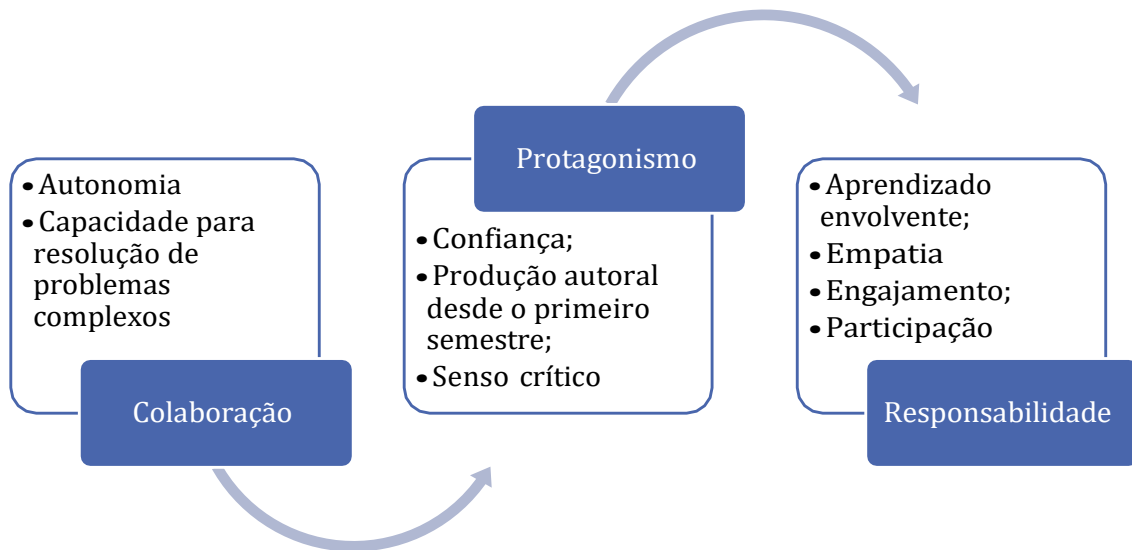 • Autonomia
• Capacidade para
resolução de
problemas
complexos
Colaboração
Protagonismo
• Confiança;
• Produção autoral
desde o primeiro
semestre;
• Senso crítico
• Aprendizado
envolvente;
• Empatia
• Engajamento;
• Participação
Responsabilidade